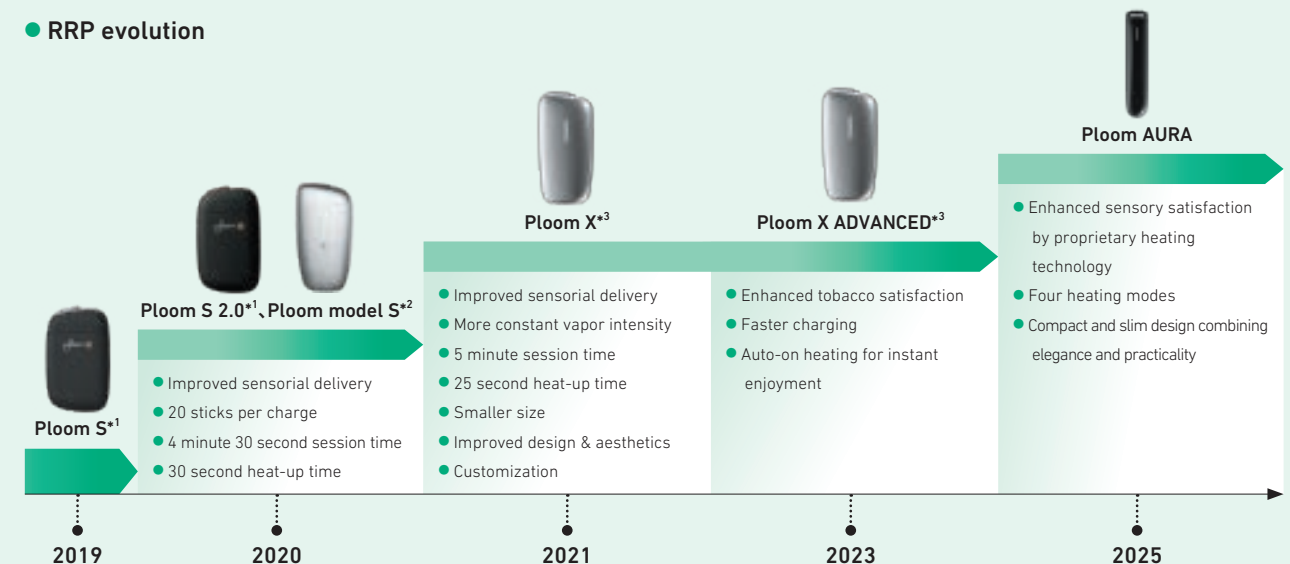 ● RRP evolution
Ploom S*1
Ploom S 2.0*1、Ploom model S*2
● Improved sensorial delivery
● 20 sticks per charge
● 4 minute 30 second session time
● 30 second heat-up time
Ploom X*3
● Improved sensorial delivery
● More constant vapor intensity
● 5 minute session time
● 25 second heat-up time
● Smaller size
● Improved design & aesthetics
● Customization
Ploom X ADVANCED*3
● Enhanced tobacco satisfaction
● Faster charging
● Auto-on heating for instant
enjoyment
Ploom AURA
● Enhanced sensory satisfaction
by proprietary heating
technology
● Four heating modes
● Compact and slim design combining
elegance and practicality
2019
2020
2021
2023
2025